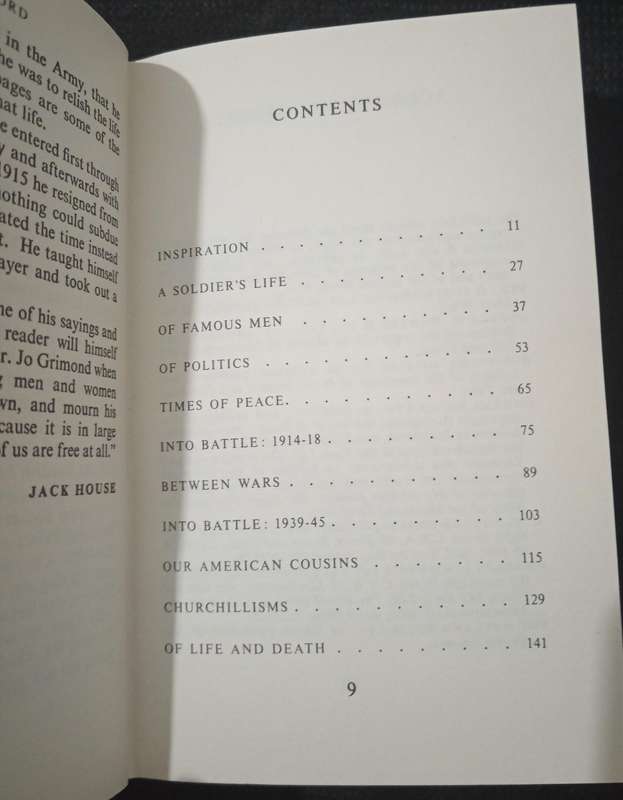 ORD
in the Army, that he
he was to relish the life
pages are some of the
hat life.
e entered first through
y and afterwards with
1915 he resigned from
nothing could subdue
ated the time instead
t. He taught himself
ayer and took out a
ne of his sayings and
reader will himself
r. Jo Grimond when
g men and women
own, and mourn his
cause it is in large
of us are free at all."
JACK HOUSE
CONTENTS
INSPIRATION . . . . . . . . . . . . 11
A SOLDIER'S LIFE . . . . . . . . . . 27
OF FAMOUS MEN . . . . . . . . . . 37
OF POLITICS . . . . . . . . . . . . 53
TIMES OF PEACE. . . . . . . . . . . 65
INTO BATTLE: 1914-18 . . . . . . . . 75
BETWEEN WARS . . . . . . . . . . . 89
INTO BATTLE: 1939-45 . . . . . . . . 103
OUR AMERICAN COUSINS . . . . . . . 115
CHURCHILLISMS . . . . . . . . . . . 129
OF LIFE AND DEATH . . . . . . . . . 141
9